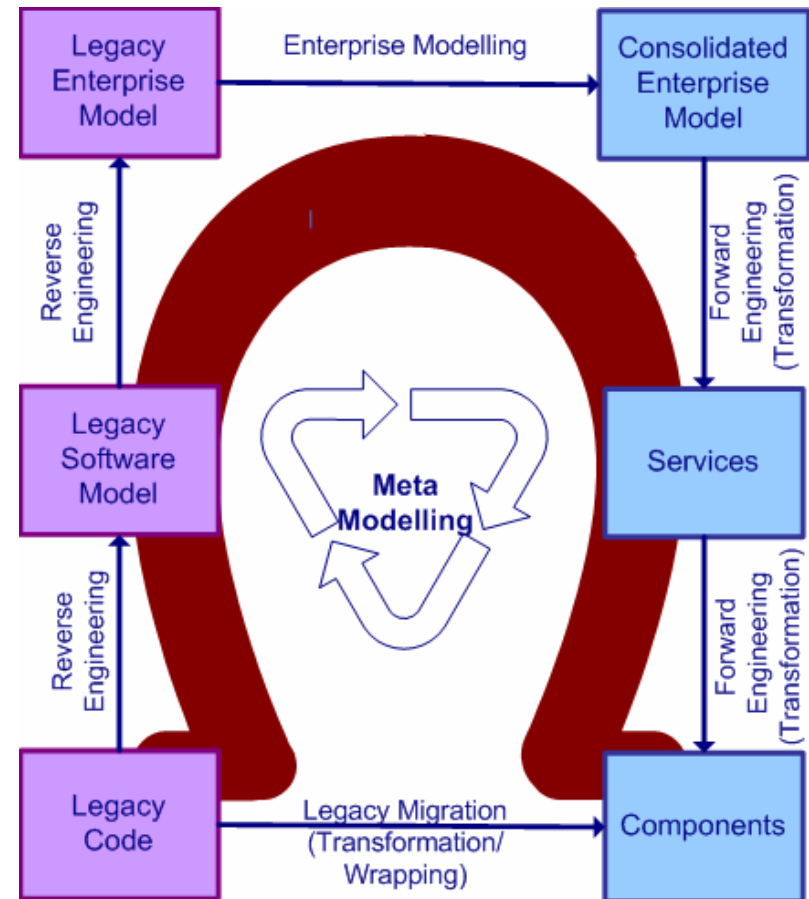 Legacy
Enterprise
Model
Enterprise Modelling
Consolidated
Enterprise
Model
Reverse
Engineering
Forward
Engineering
(Transformation)
Legacy
Software
Model
Meta
Modelling
Services
Reverse
Engineering
Forward
Engineering
(Transformation)
Legacy
Code
Legacy Migration
(Transformation/
Wrapping)
Components